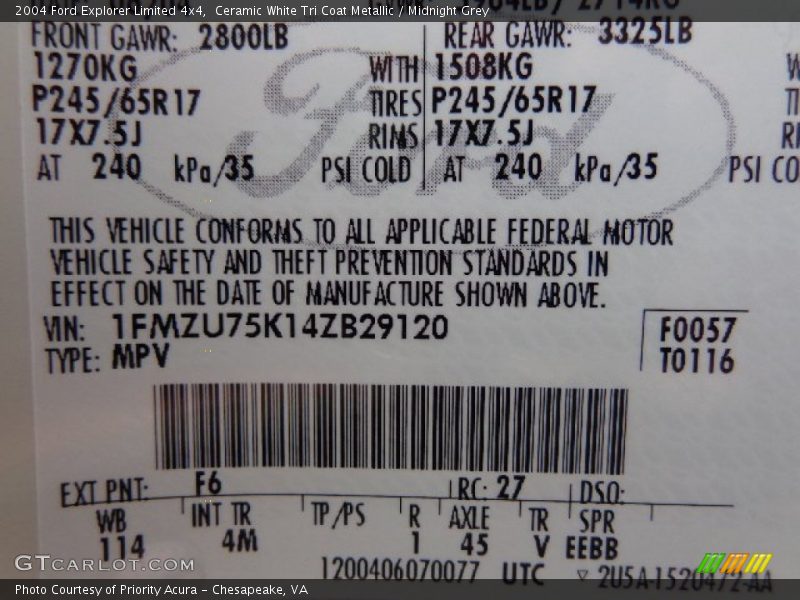 2004 Ford Explorer Limited 4x4, Ceramic White Tri Coat Metallic / Midnight Grey
FRONT GAWR: 2800LB REAR GAWR: 3325LB
1270KG WITH 1508KG
P245/65R17 TIRES P245/65R17
17X7.5J RIMS 17X7.5J
AT 240 kPa/35 PSI COLD AT 240 kPa/35 PSI CO
Ford
THIS VEHICLE CONFORMS TO ALL APPLICABLE FEDERAL MOTOR
VEHICLE SAFETY AND THEFT PREVENTION STANDARDS IN
EFFECT ON THE DATE OF MANUFACTURE SHOWN ABOVE.
VIN: 1FMZU75K14ZB29120 F0057
TYPE: MPV T0116
EXT PNT: F6 RC: 27 DSO:
WB INT TR TP/PS R AXLE TR SPR
114 4M 1 45 V EEBB
1200406070077 UTC ▽ 2U5A-1520472-AA
GTCARLOT.COM
Photo Courtesy of Priority Acura – Chesapeake, VA